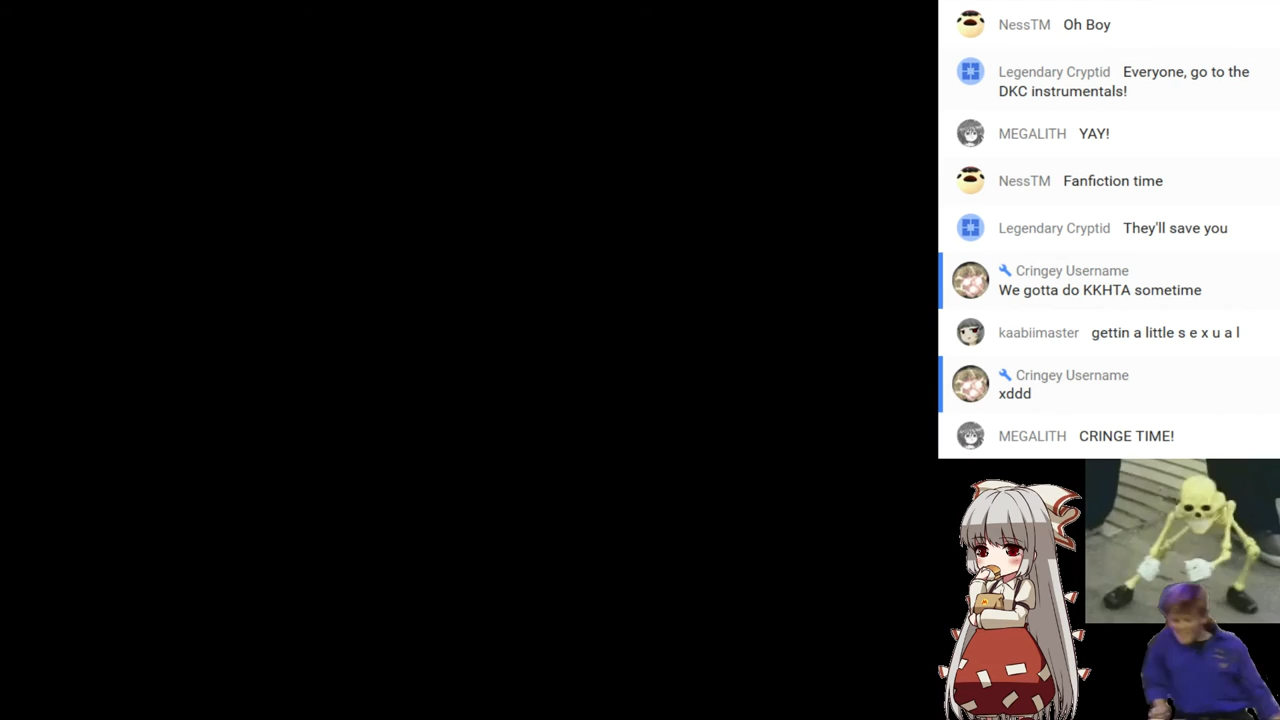 NessTM Oh Boy
Legendary Cryptid Everyone, go to the
DKC instrumentals!
MEGALITH YAY!
NessTM Fanfiction time
Legendary Cryptid They'll save you
Cringey Username
We gotta do KKHTA sometime
kaabiimaster gettin a little s e x u a l
Cringey Username
xddd
MEGALITH CRINGE TIME!